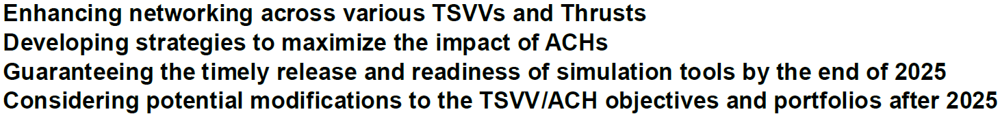 Enhancing networking across various TSVVs and Thrusts
Developing strategies to maximize the impact of ACHs
Guaranteeing the timely release and readiness of simulation tools by the end of 2025
Considering potential modifications to the TSVV/ACH objectives and portfolios after 2025